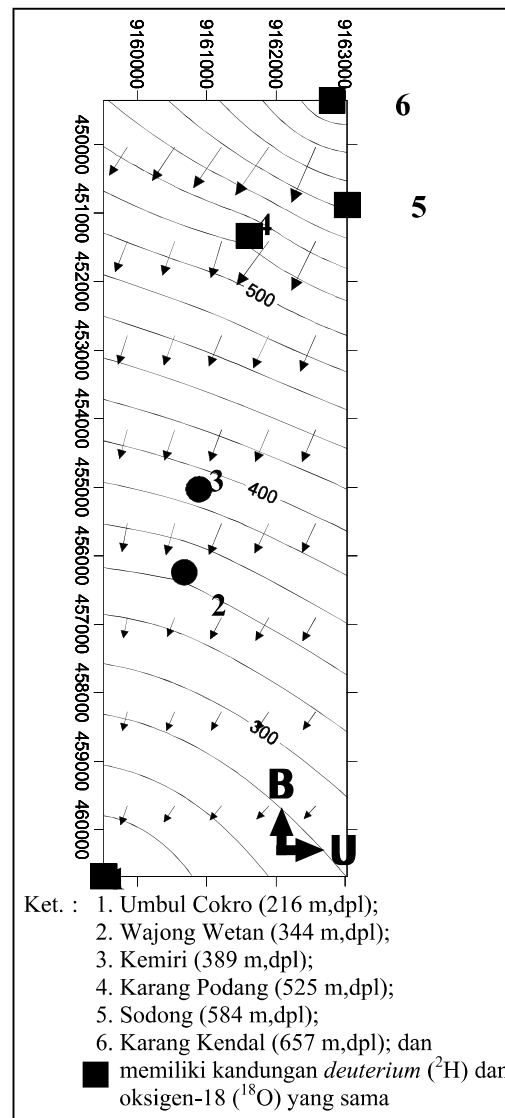 9160000
9161000
9162000
9163000
450000
451000
452000
453000
454000
455000
456000
457000
458000
459000
460000
6
5
4
500
3
400
2
300
B
U
Ket. : 1. Umbul Cokro (216 m,dpl);
2. Wajong Wetan (344 m,dpl);
3. Kemiri (389 m,dpl);
4. Karang Podang (525 m,dpl);
5. Sodong (584 m,dpl);
6. Karang Kendal (657 m,dpl); dan
memiliki kandungan deuterium (²H) dan
oksigen-18 (¹⁸O) yang sama